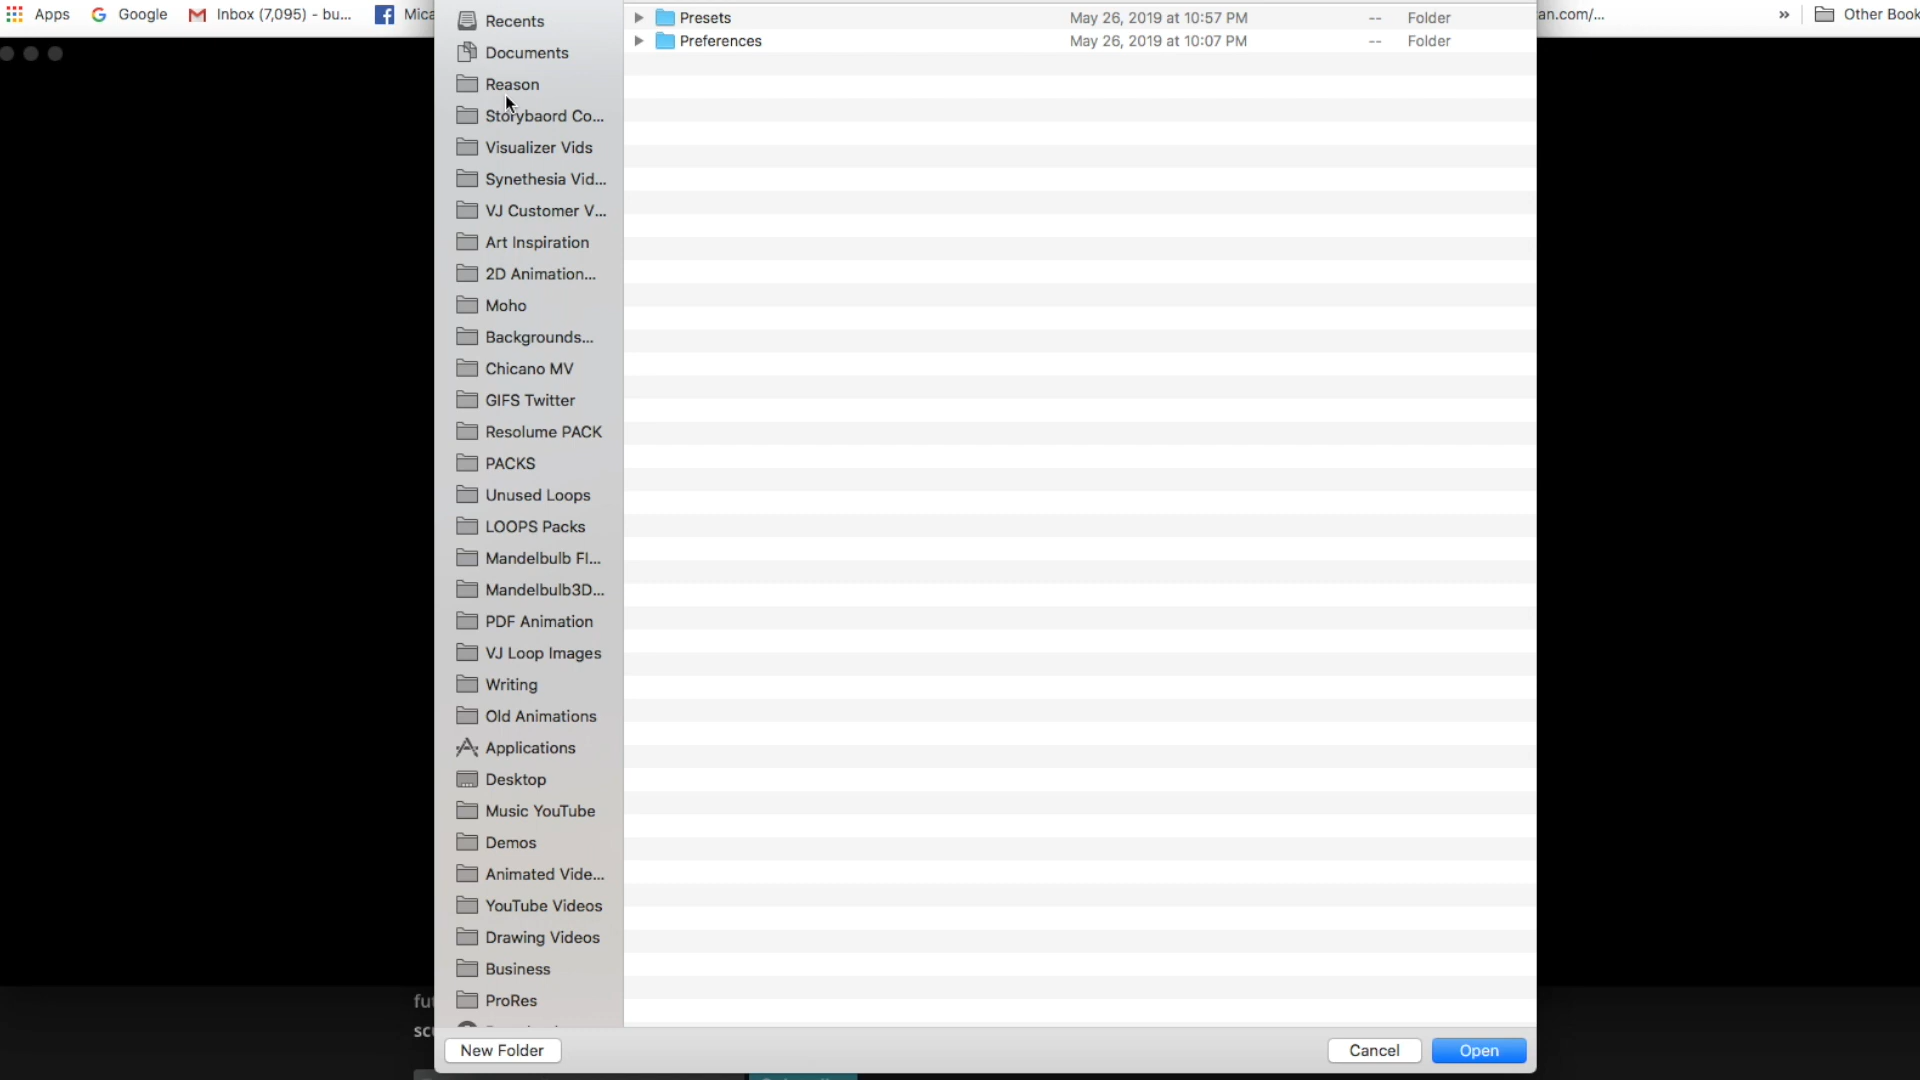 Apps Google Inbox (7,095) - bu... Mica an.com/... » Other Book
Recents
Documents
Reason
Storybaord Co...
Visualizer Vids
Synethesia Vid...
VJ Customer V...
Art Inspiration
2D Animation...
Moho
Backgrounds...
Chicano MV
GIFS Twitter
Resolume PACK
PACKS
Unused Loops
LOOPS Packs
Mandelbulb Fl...
Mandelbulb3D...
PDF Animation
VJ Loop Images
Writing
Old Animations
Applications
Desktop
Music YouTube
Demos
Animated Vide...
YouTube Videos
Drawing Videos
Business
ProRes
Presets May 26, 2019 at 10:57 PM -- Folder
Preferences May 26, 2019 at 10:07 PM -- Folder
fut
scu
New Folder Cancel Open